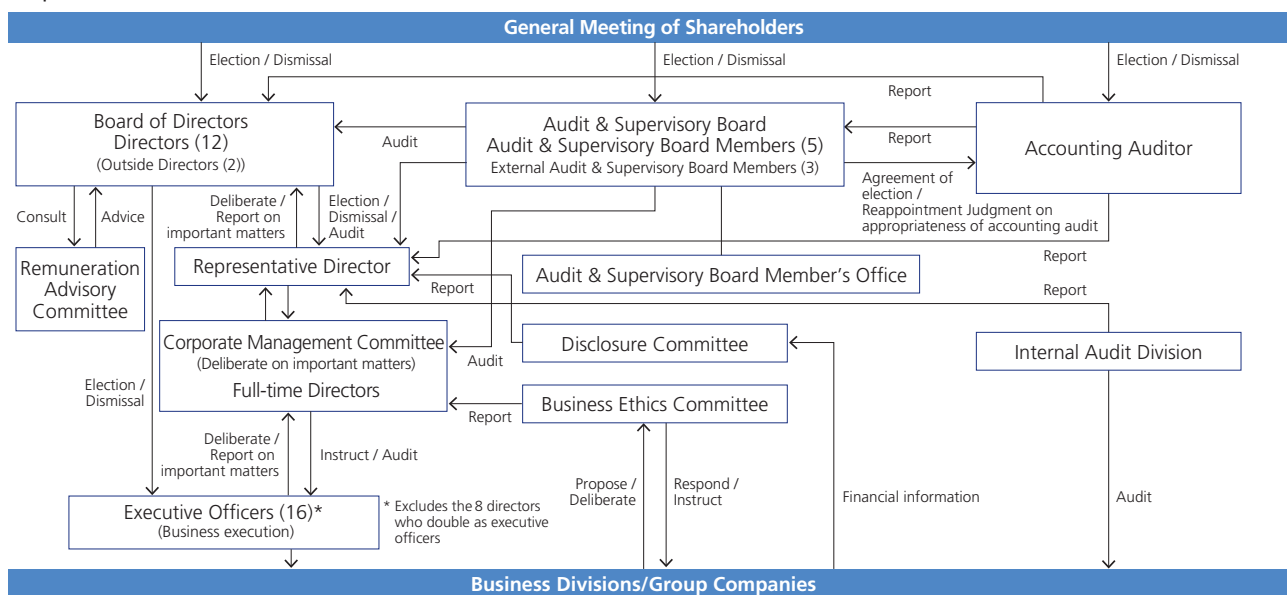 General Meeting of Shareholders
Election / Dismissal
Election / Dismissal
Election / Dismissal
Report
Board of Directors
Directors (12)
(Outside Directors (2))
Audit
Audit & Supervisory Board
Audit & Supervisory Board Members (5)
External Audit & Supervisory Board Members (3)
Report
Accounting Auditor
Consult
Advice
Deliberate /
Report on
important matters
Election /
Dismissal /
Audit
Agreement of
election /
Reappointment Judgment on
appropriateness of accounting audit
Remuneration
Advisory
Committee
Representative Director
Report
Audit & Supervisory Board Member's Office
Report
Report
Corporate Management Committee
(Deliberate on important matters)
Full-time Directors
Audit
Disclosure Committee
Internal Audit Division
Election /
Dismissal
Report
Business Ethics Committee
Deliberate /
Report on
important matters
Instruct / Audit
Propose /
Deliberate
Respond /
Instruct
Financial information
Audit
Executive Officers (16)*
(Business execution)
* Excludes the 8 directors
who double as executive
officers
Business Divisions/Group Companies